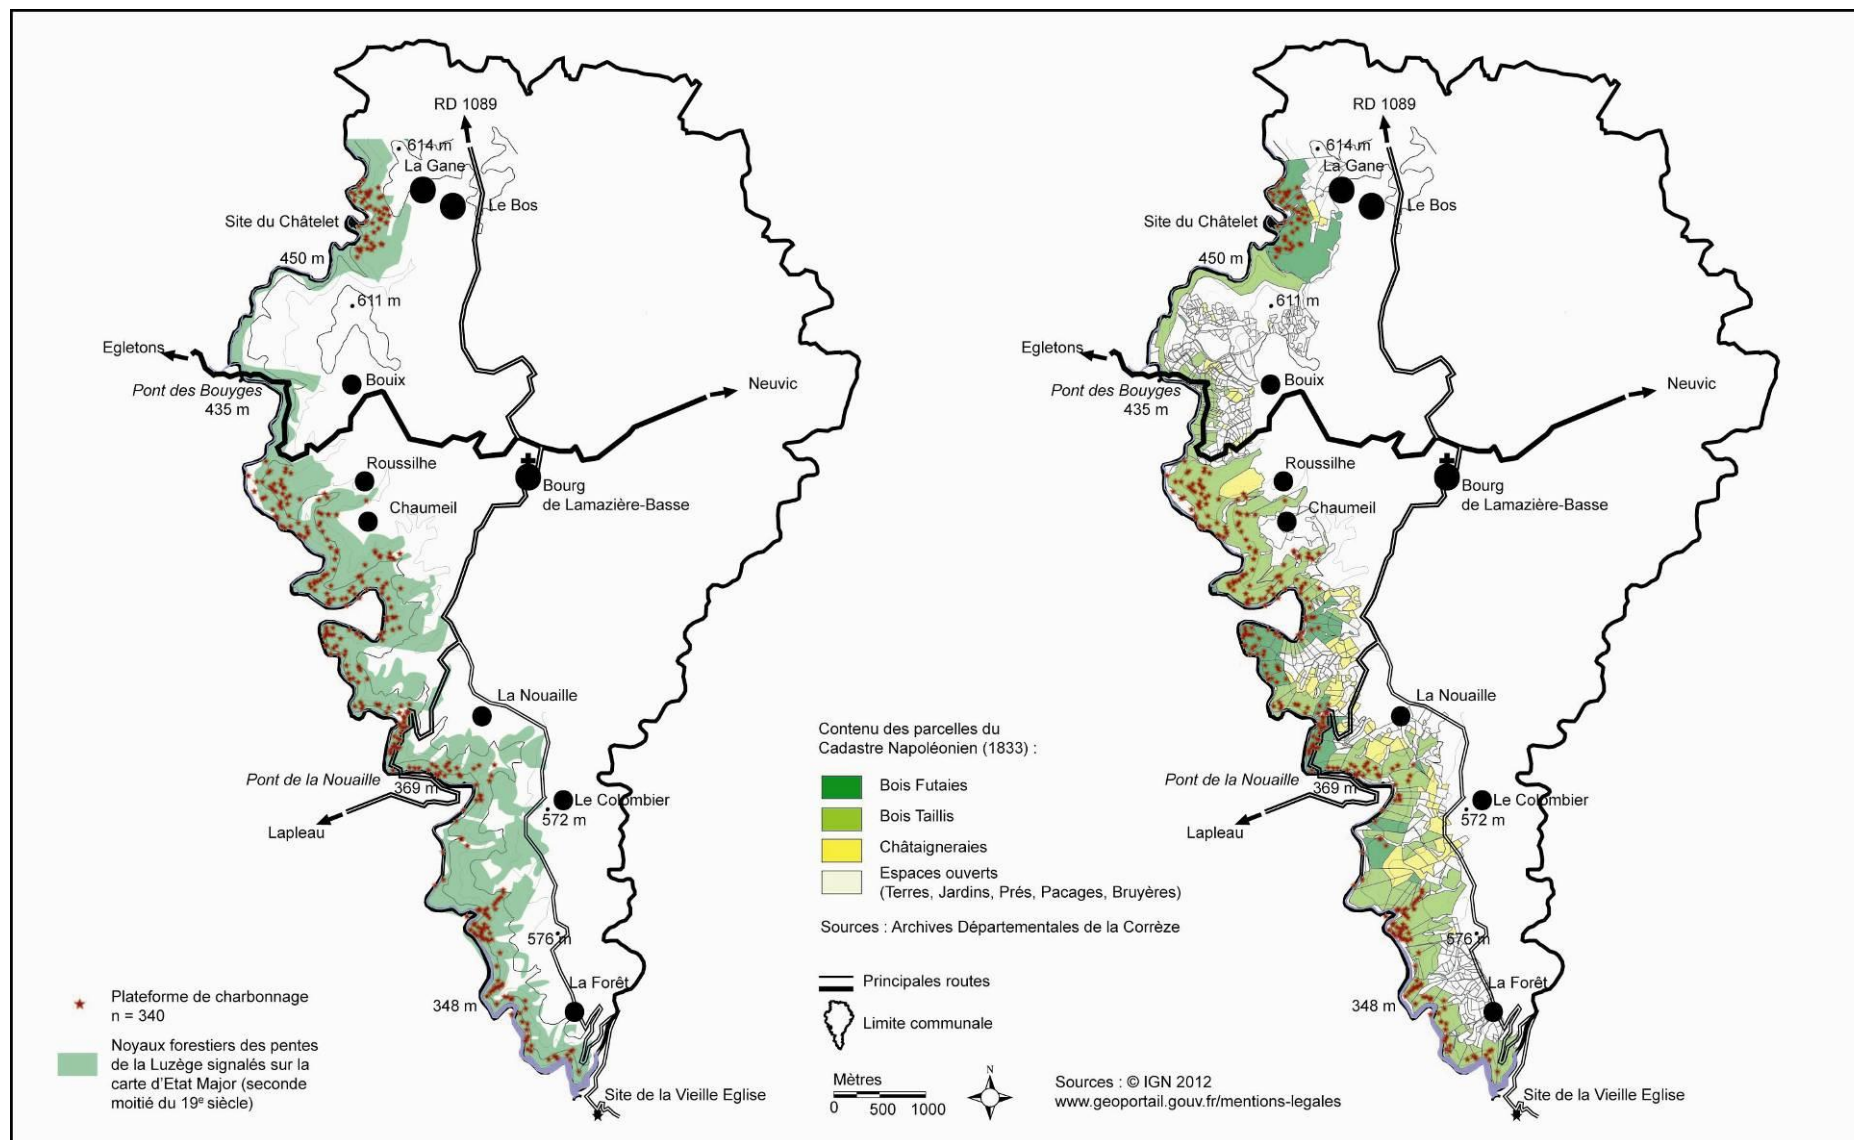 RD 1089
614 m
La Gane
Le Bos
Site du Châtelet
450 m
611 m
Egletons
Pont des Bouyges
435 m
Bouix
Neuvic
Roussilhe
Chaumeil
Bourg
de Lamazière-Basse
La Nouaille
Pont de la Nouaille
369 m
Lapleau
Le Colombier
572 m
576 m
La Forêt
348 m
Site de la Vieille Eglise
Plateforme de charbonnage
n = 340
Noyaux forestiers des pentes
de la Luzège signalés sur la
carte d'Etat Major (seconde
moitié du 19e siècle)
Contenu des parcelles du
Cadastre Napoléonien (1833) :
Bois Futaies
Bois Taillis
Châtaigneraies
Espaces ouverts
(Terres, Jardins, Prés, Pacages, Bruyères)
Sources : Archives Départementales de la Corrèze
Principales routes
Limite communale
Mètres
0 500 1000
N
Sources : © IGN 2012
www.geoportail.gouv.fr/mentions-legales
RD 1089
614 m
La Gane
Le Bos
Site du Châtelet
450 m
611 m
Egletons
Pont des Bouyges
435 m
Bouix
Neuvic
Roussilhe
Chaumeil
Bourg
de Lamazière-Basse
La Nouaille
Pont de la Nouaille
369 m
Lapleau
Le Colombier
572 m
576 m
La Forêt
348 m
Site de la Vieille Eglise